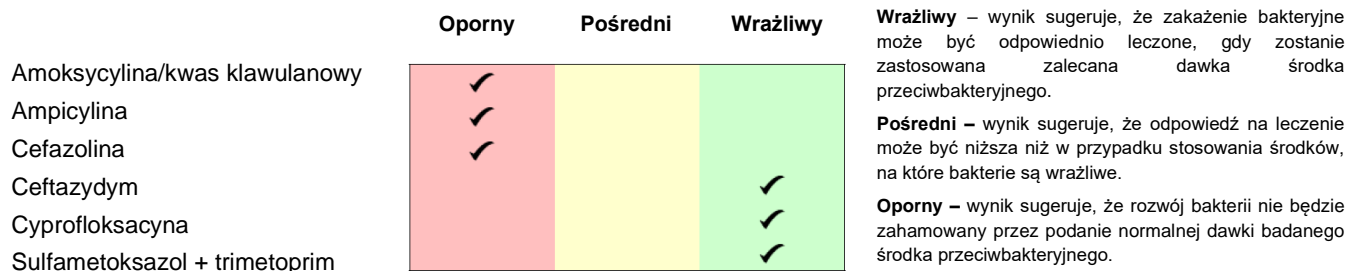 Oporny Pośredni Wrażliwy
Amoksycylina/kwas klawulanowy
Ampicylina
Cefazolina
Ceftazydym
Cyprofloksacyna
Sulfametoksazol + trimetoprim
Wrażliwy – wynik sugeruje, że zakażenie bakteryjne
może być odpowiednio leczone, gdy zostanie
zastosowana zalecana dawka środka
przeciwbakteryjnego.
Pośredni – wynik sugeruje, że odpowiedź na leczenie
może być niższa niż w przypadku stosowania środków,
na które bakterie są wrażliwe.
Oporny – wynik sugeruje, że rozwój bakterii nie będzie
zahamowany przez podanie normalnej dawki badanego
środka przeciwbakteryjnego.